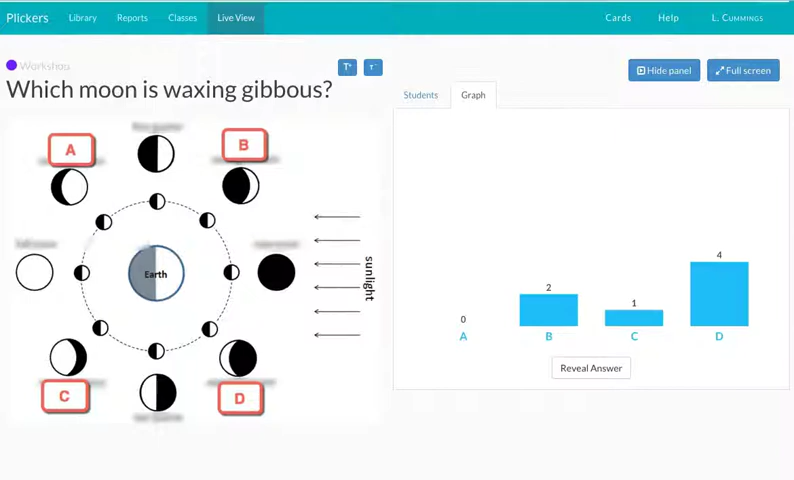 Plickers
Library Reports Classes Live View Cards Help L. Cummings
Workshop
Which moon is waxing gibbous?
Hide panel
Full screen
Students
Graph
A
B
Earth
sunlight
C
D
0
2
1
4
A
B
C
D
Reveal Answer